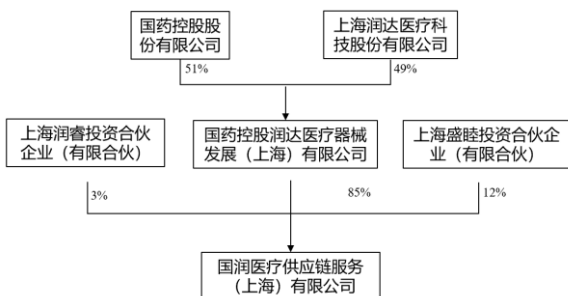 国药控股股
份有限公司
上海润达医疗科
技股份有限公司
51%
49%
上海润睿投资合伙
企业（有限合伙）
国药控股润达医疗器械
发展（上海）有限公司
上海盛睦投资合伙企
业（有限合伙）
3%
85%
12%
国润医疗供应链服务
（上海）有限公司